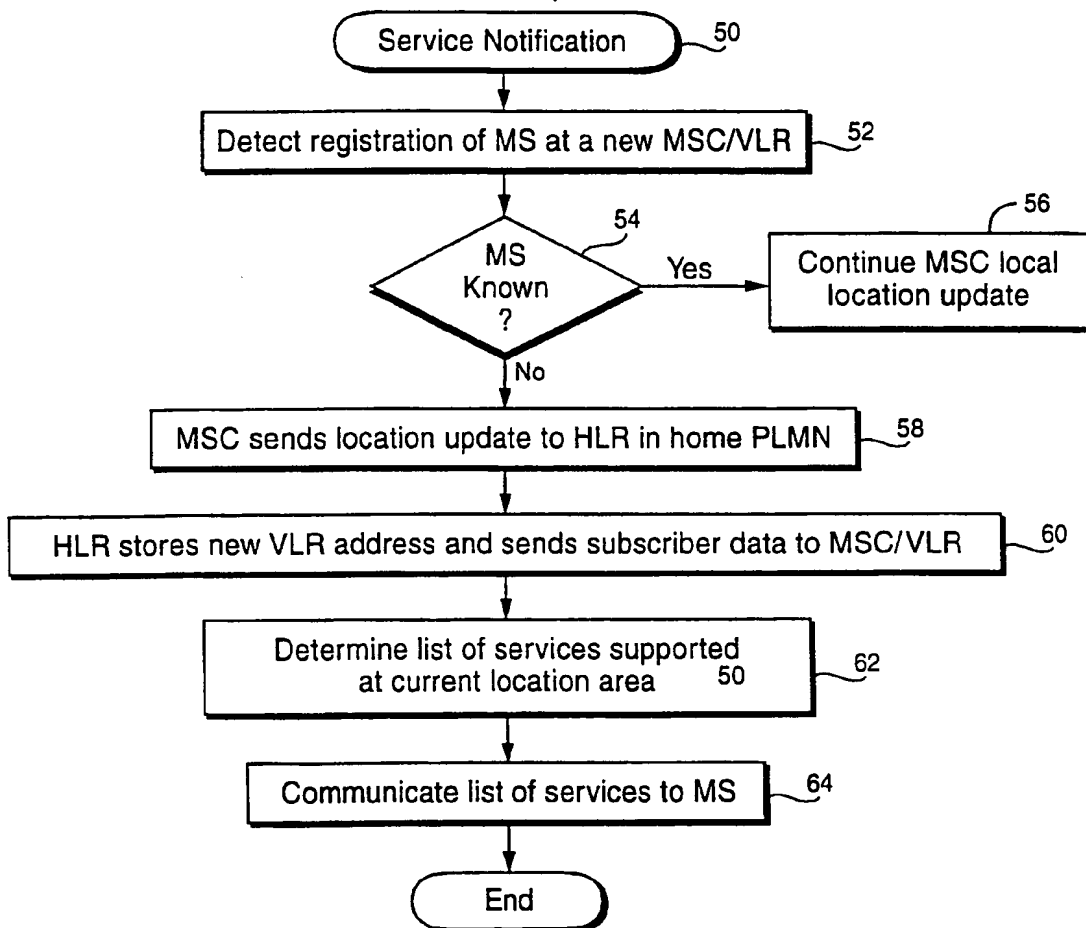 Service Notification
50
Detect registration of MS at a new MSC/VLR
52
54
MS
Known
?
Yes
56
Continue MSC local
location update
No
MSC sends location update to HLR in home PLMN
58
HLR stores new VLR address and sends subscriber data to MSC/VLR
60
Determine list of services supported
at current location area 50
62
Communicate list of services to MS
64
End